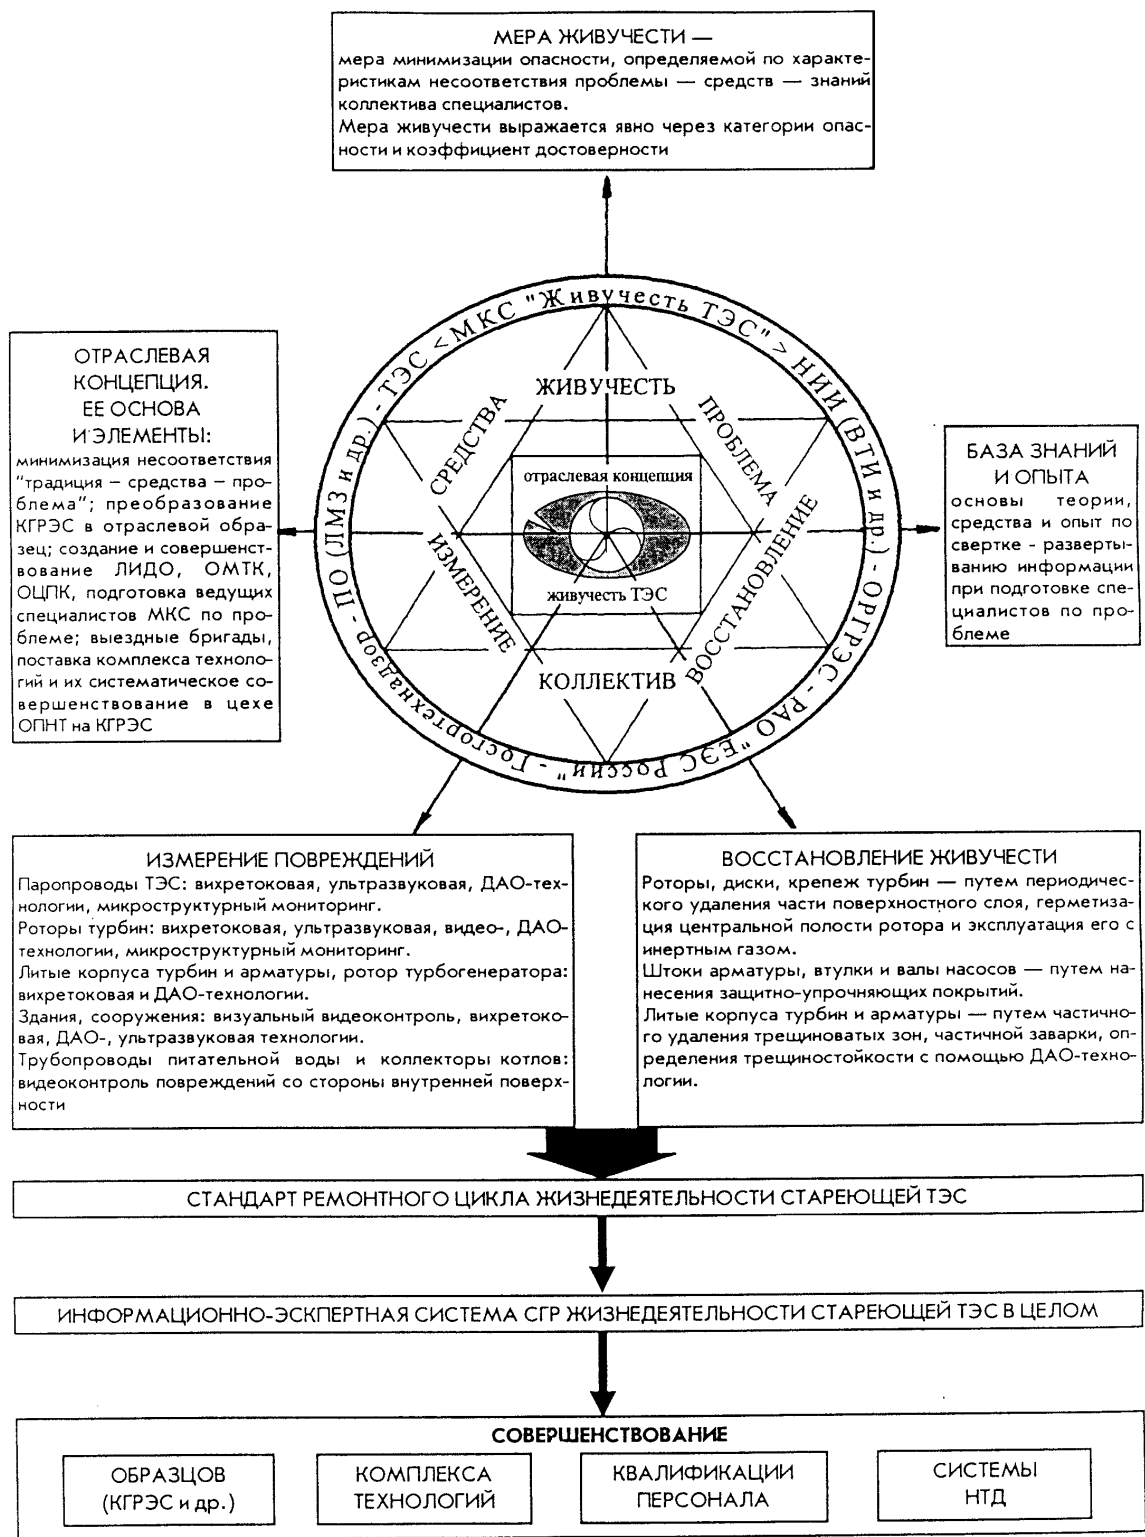 МЕРА ЖИВУЧЕСТИ —
мера минимизации опасности, определяемой по характе-
ристикам несоответствия проблемы — средств — знаний
коллектива специалистов.
Мера живучести выражается явно через категории опас-
ности и коэффициент достоверности
ПО (ЛМЗ и др.) - ТЭС <МКС "Живучесть ТЭС"> НИИ (ВТИ и др.) - ОРГРЭС - РАО "ЕЭС России" - Госгортехнадзор -
ОТРАСЛЕВАЯ
КОНЦЕПЦИЯ.
ЕЕ ОСНОВА
И ЭЛЕМЕНТЫ:
минимизация несоответствия
"традиция – средства – про-
блема"; преобразование
КГРЭС в отраслевой обра-
зец; создание и совершенст-
вование ЛИДО, ОМТК,
ОЦПК, подготовка ведущих
специалистов МКС по про-
блеме; выездные бригады,
поставка комплекса техноло-
гий и их систематическое со-
вершенствование в цехе
ОПНТ на КГРЭС
ЖИВУЧЕСТЬ
СРЕДСТВА
ПРОБЛЕМА
отраслевая концепция
живучесть ТЭС
ИЗМЕРЕНИЕ
ВОССТАНОВЛЕНИЕ
КОЛЛЕКТИВ
БАЗА ЗНАНИЙ
И ОПЫТА
основы теории,
средства и опыт по
свертке - разверты-
ванию информации
при подготовке спе-
циалистов по про-
блеме
ИЗМЕРЕНИЕ ПОВРЕЖДЕНИЙ
Паропроводы ТЭС: вихретоковая, ультразвуковая, ДАО-тех-
нологии, микроструктурный мониторинг.
Роторы турбин: вихретоковая, ультразвуковая, видео-, ДАО-
технологии, микроструктурный мониторинг.
Литые корпуса турбин и арматуры, ротор турбогенератора:
вихретоковая и ДАО-технологии.
Здания, сооружения: визуальный видеоконтроль, вихретоко-
вая, ДАО-, ультразвуковая технологии.
Трубопроводы питательной воды и коллекторы котлов:
видеоконтроль повреждений со стороны внутренней поверх-
ности
ВОССТАНОВЛЕНИЕ ЖИВУЧЕСТИ
Роторы, диски, крепеж турбин — путем периодичес-
кого удаления части поверхностного слоя, герметиза-
ция центральной полости ротора и эксплуатация его с
инертным газом.
Штоки арматуры, втулки и валы насосов — путем на-
несения защитно-упрочняющих покрытий.
Литые корпуса турбин и арматуры — путем частично-
го удаления трещиноватых зон, частичной заварки, оп-
ределения трещиностойкости с помощью ДАО-техно-
логии.
СТАНДАРТ РЕМОНТНОГО ЦИКЛА ЖИЗНЕДЕЯТЕЛЬНОСТИ СТАРЕЮЩЕЙ ТЭС
ИНФОРМАЦИОННО-ЭСКПЕРТНАЯ СИСТЕМА СГР ЖИЗНЕДЕЯТЕЛЬНОСТИ СТАРЕЮЩЕЙ ТЭС В ЦЕЛОМ
СОВЕРШЕНСТВОВАНИЕ
ОБРАЗЦОВ
(КГРЭС и др.)
КОМПЛЕКСА
ТЕХНОЛОГИЙ
КВАЛИФИКАЦИИ
ПЕРСОНАЛА
СИСТЕМЫ
НТД